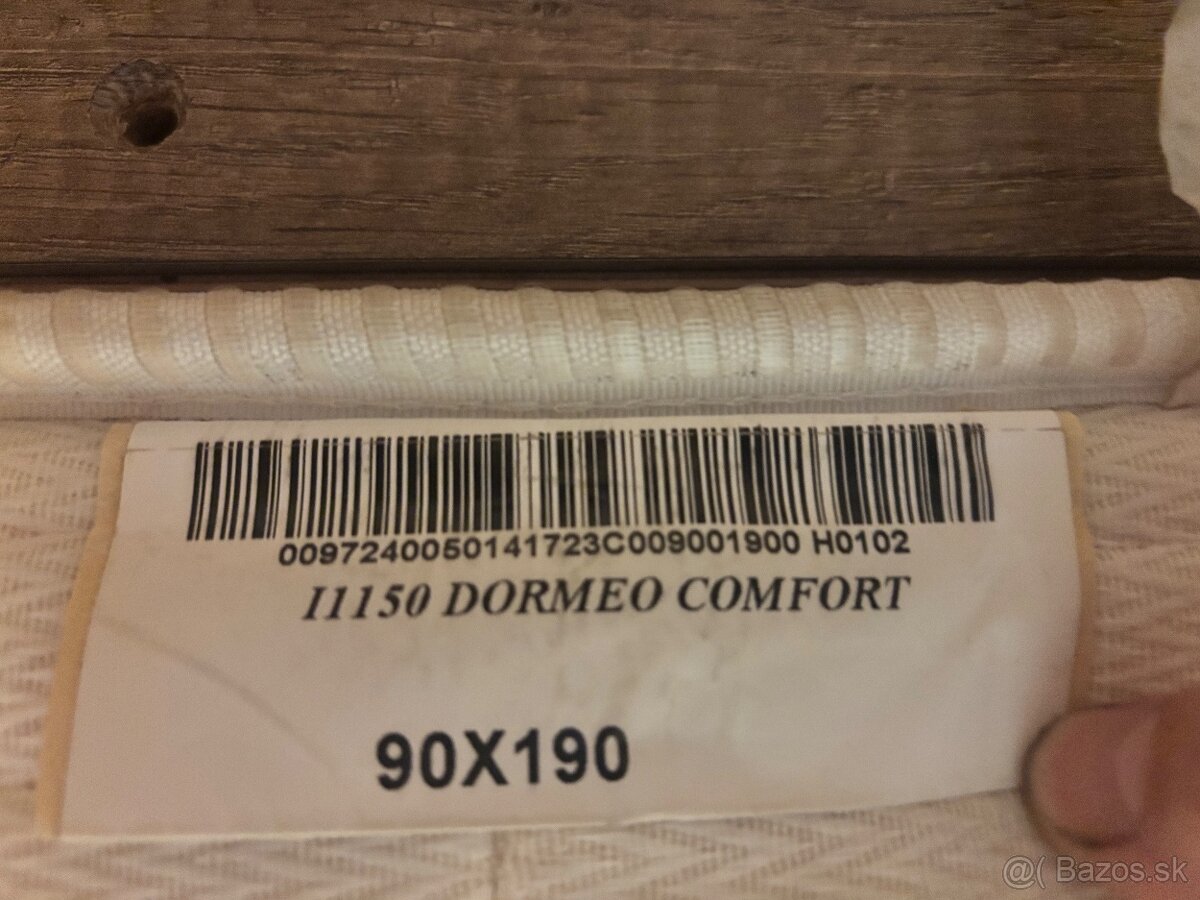 0097240050141723C009001900 H0102
I1150 DORMEO COMFORT
90X190
@( Bazos.sk